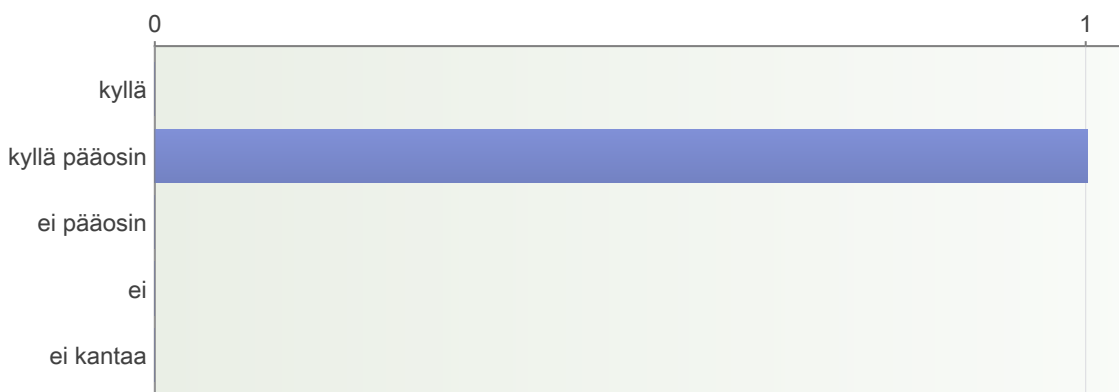 0 1
kyllä
kyllä pääosin
ei pääosin
ei
ei kantaa